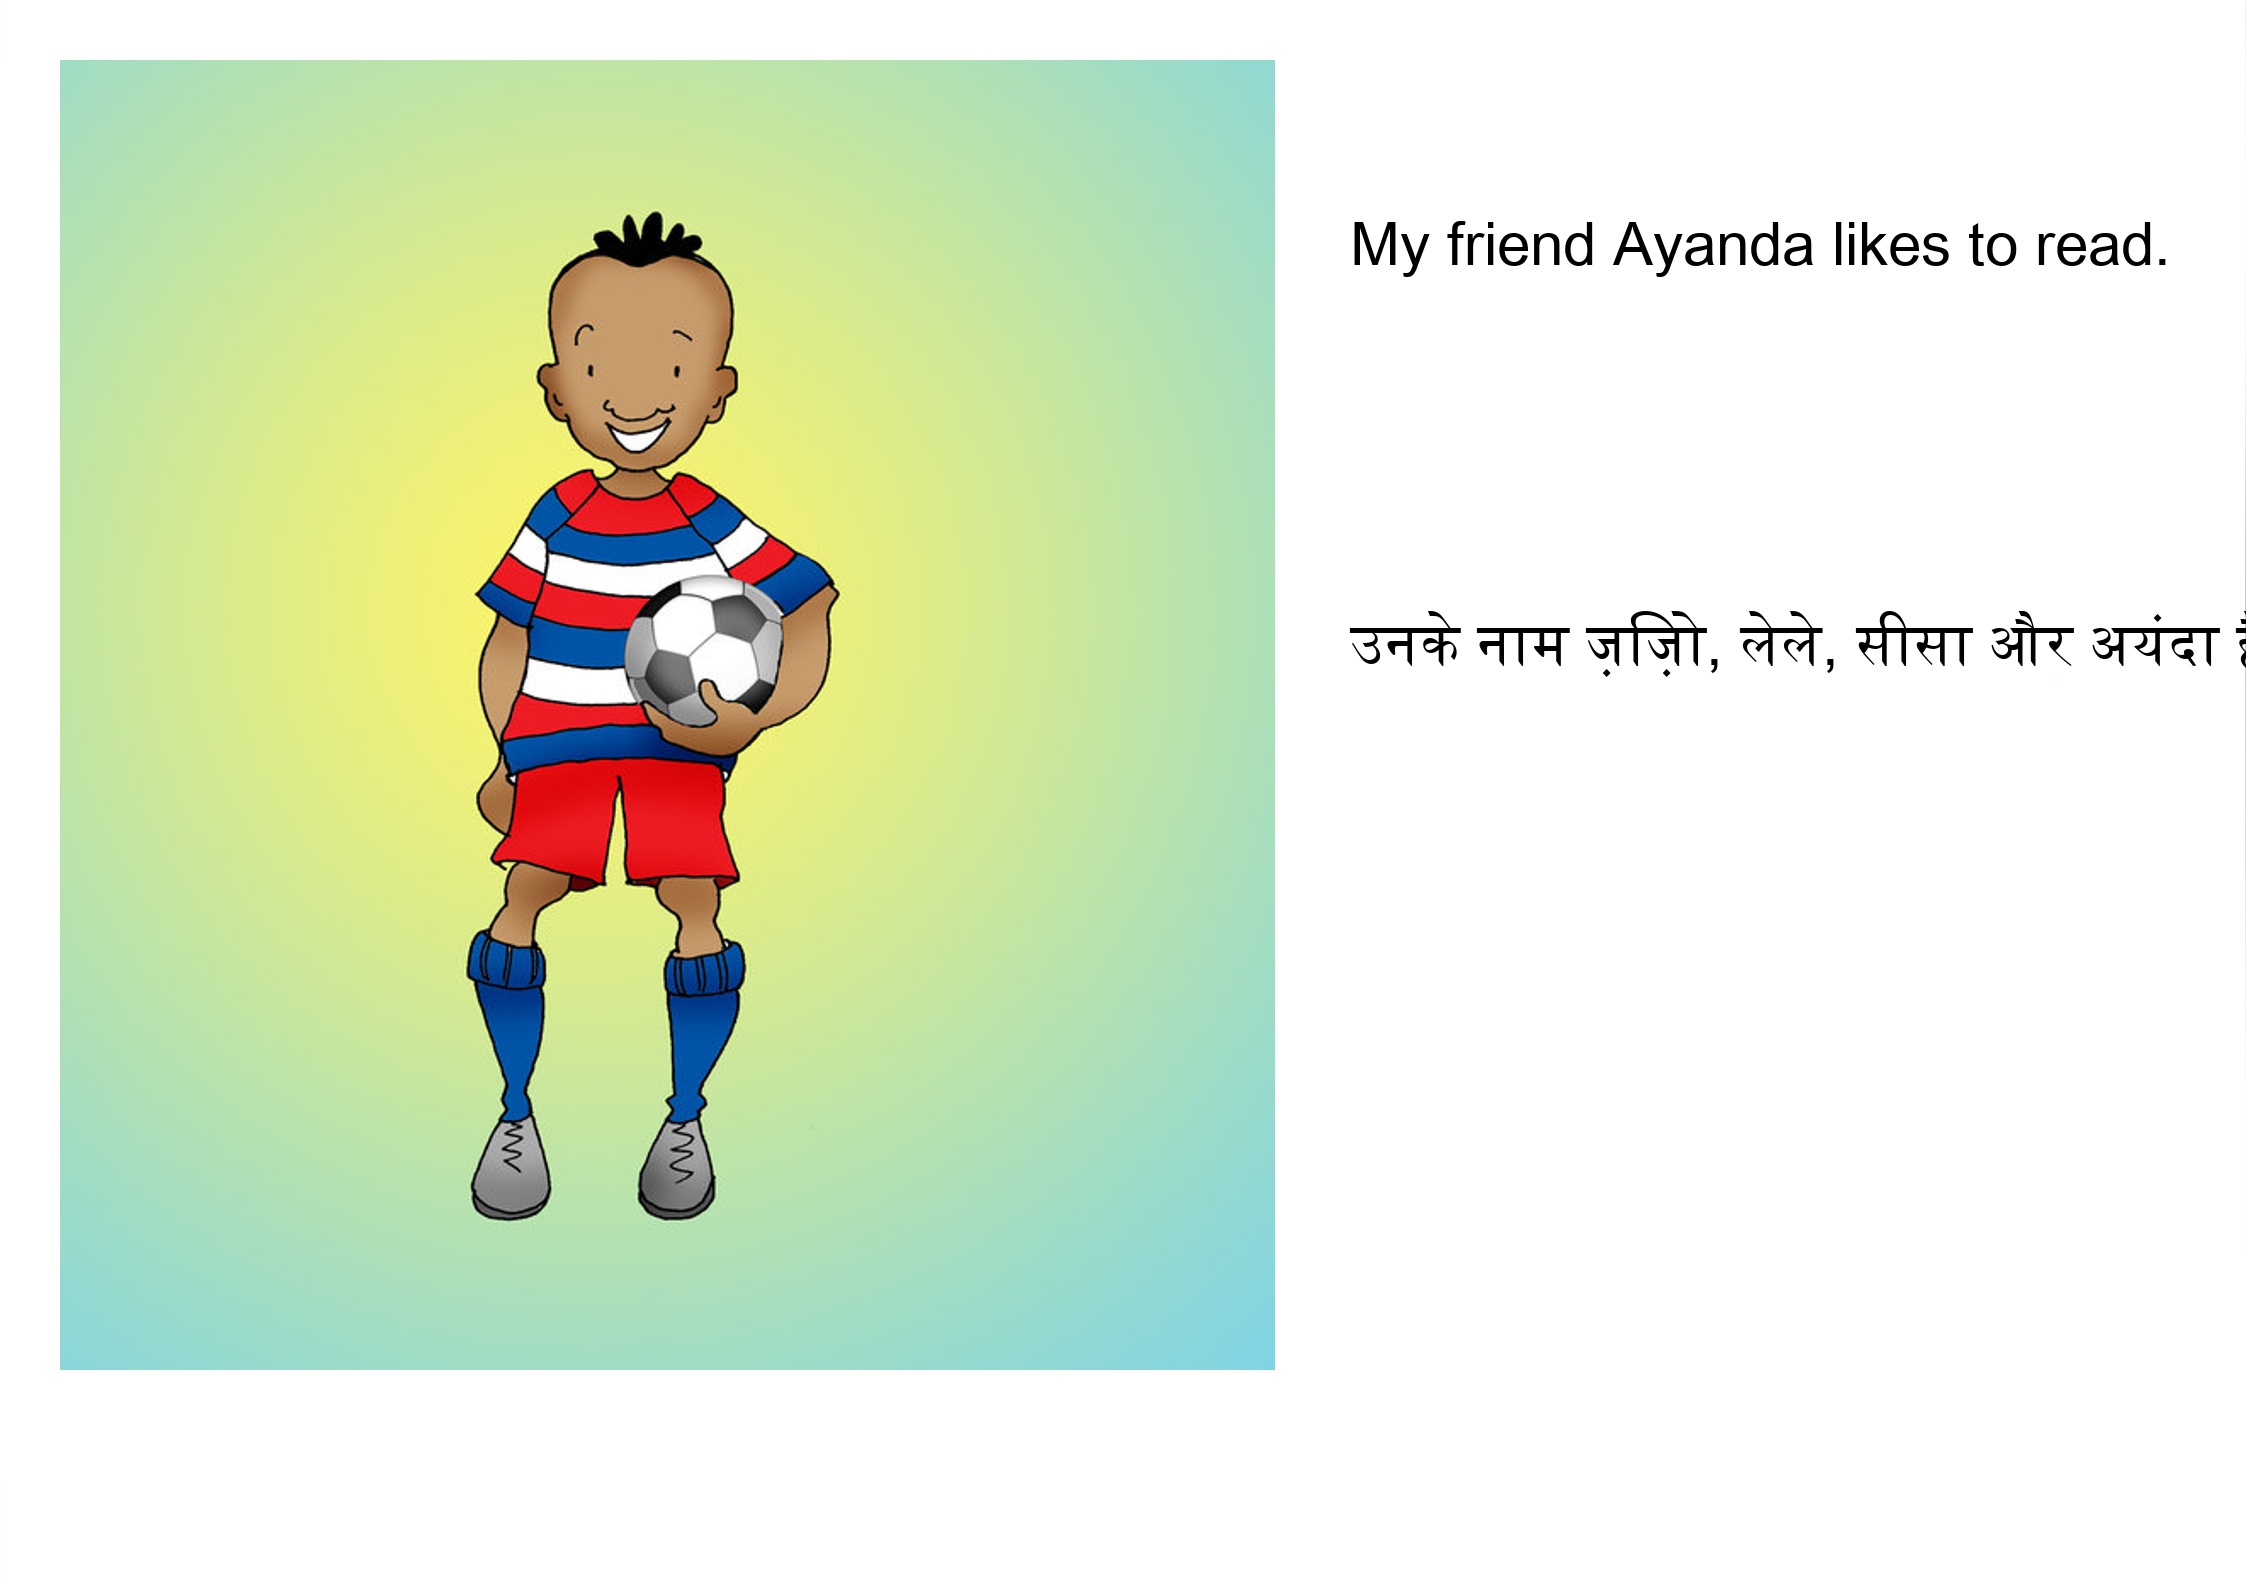 My friend Ayanda likes to read.
उनके नाम ज़िज़ो, लेले, सीसा और अयंदा